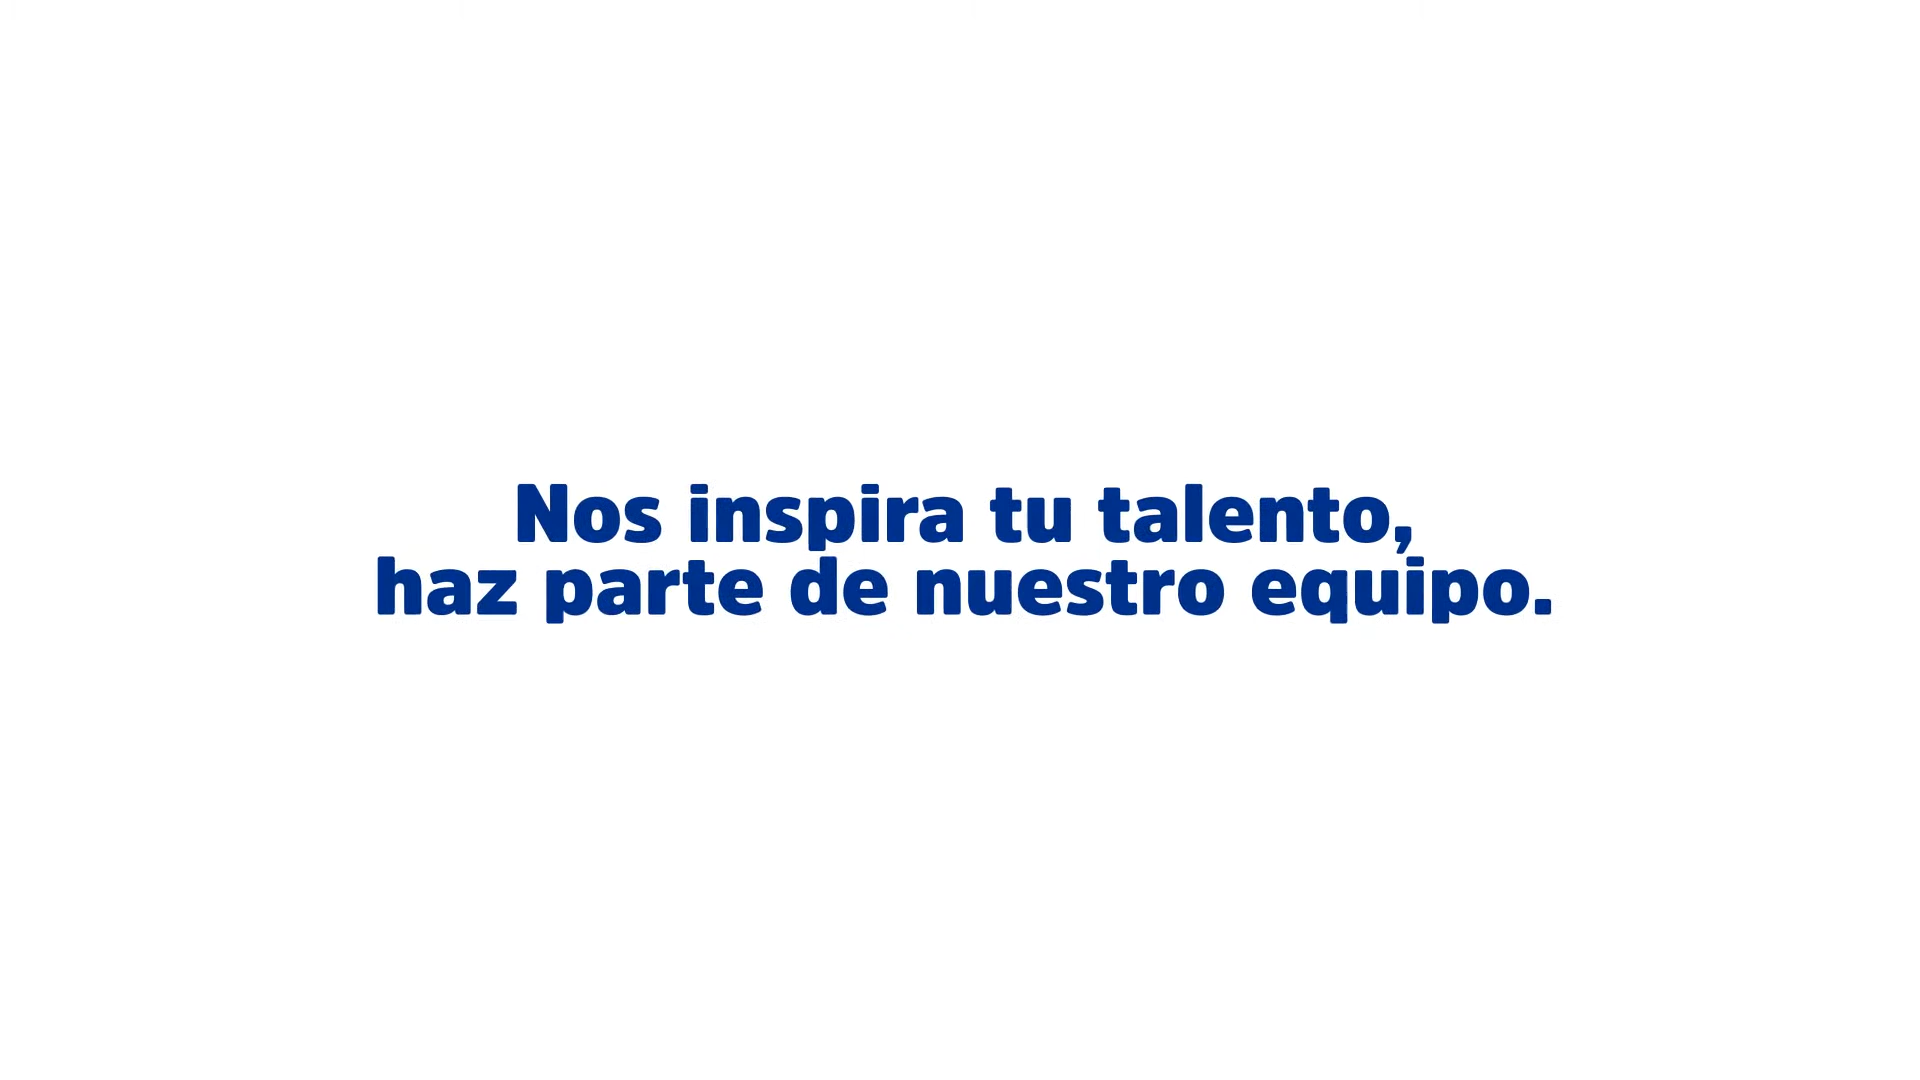 Nos inspira tu talento,
haz parte de nuestro equipo.